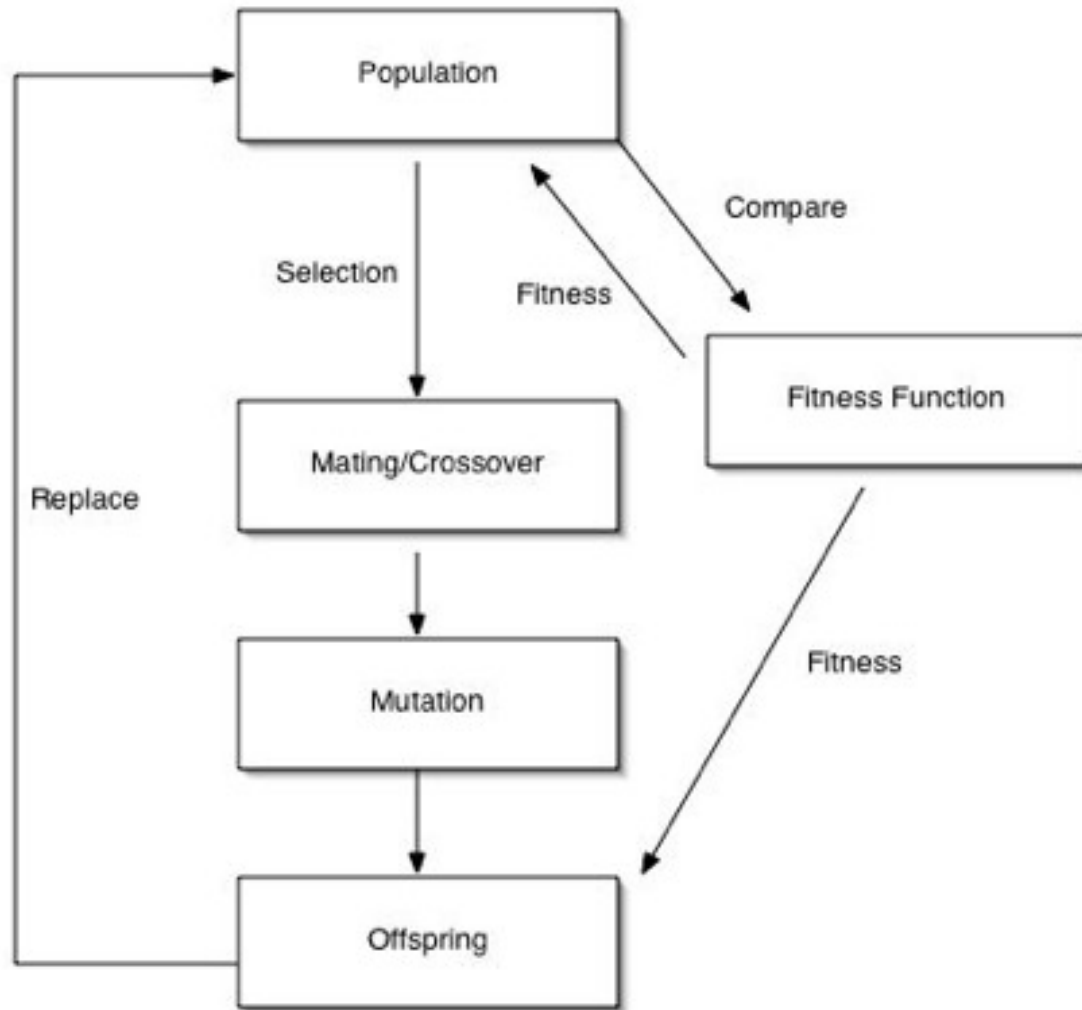 Population
Compare
Selection
Fitness
Fitness Function
Mating/Crossover
Replace
Fitness
Mutation
Offspring